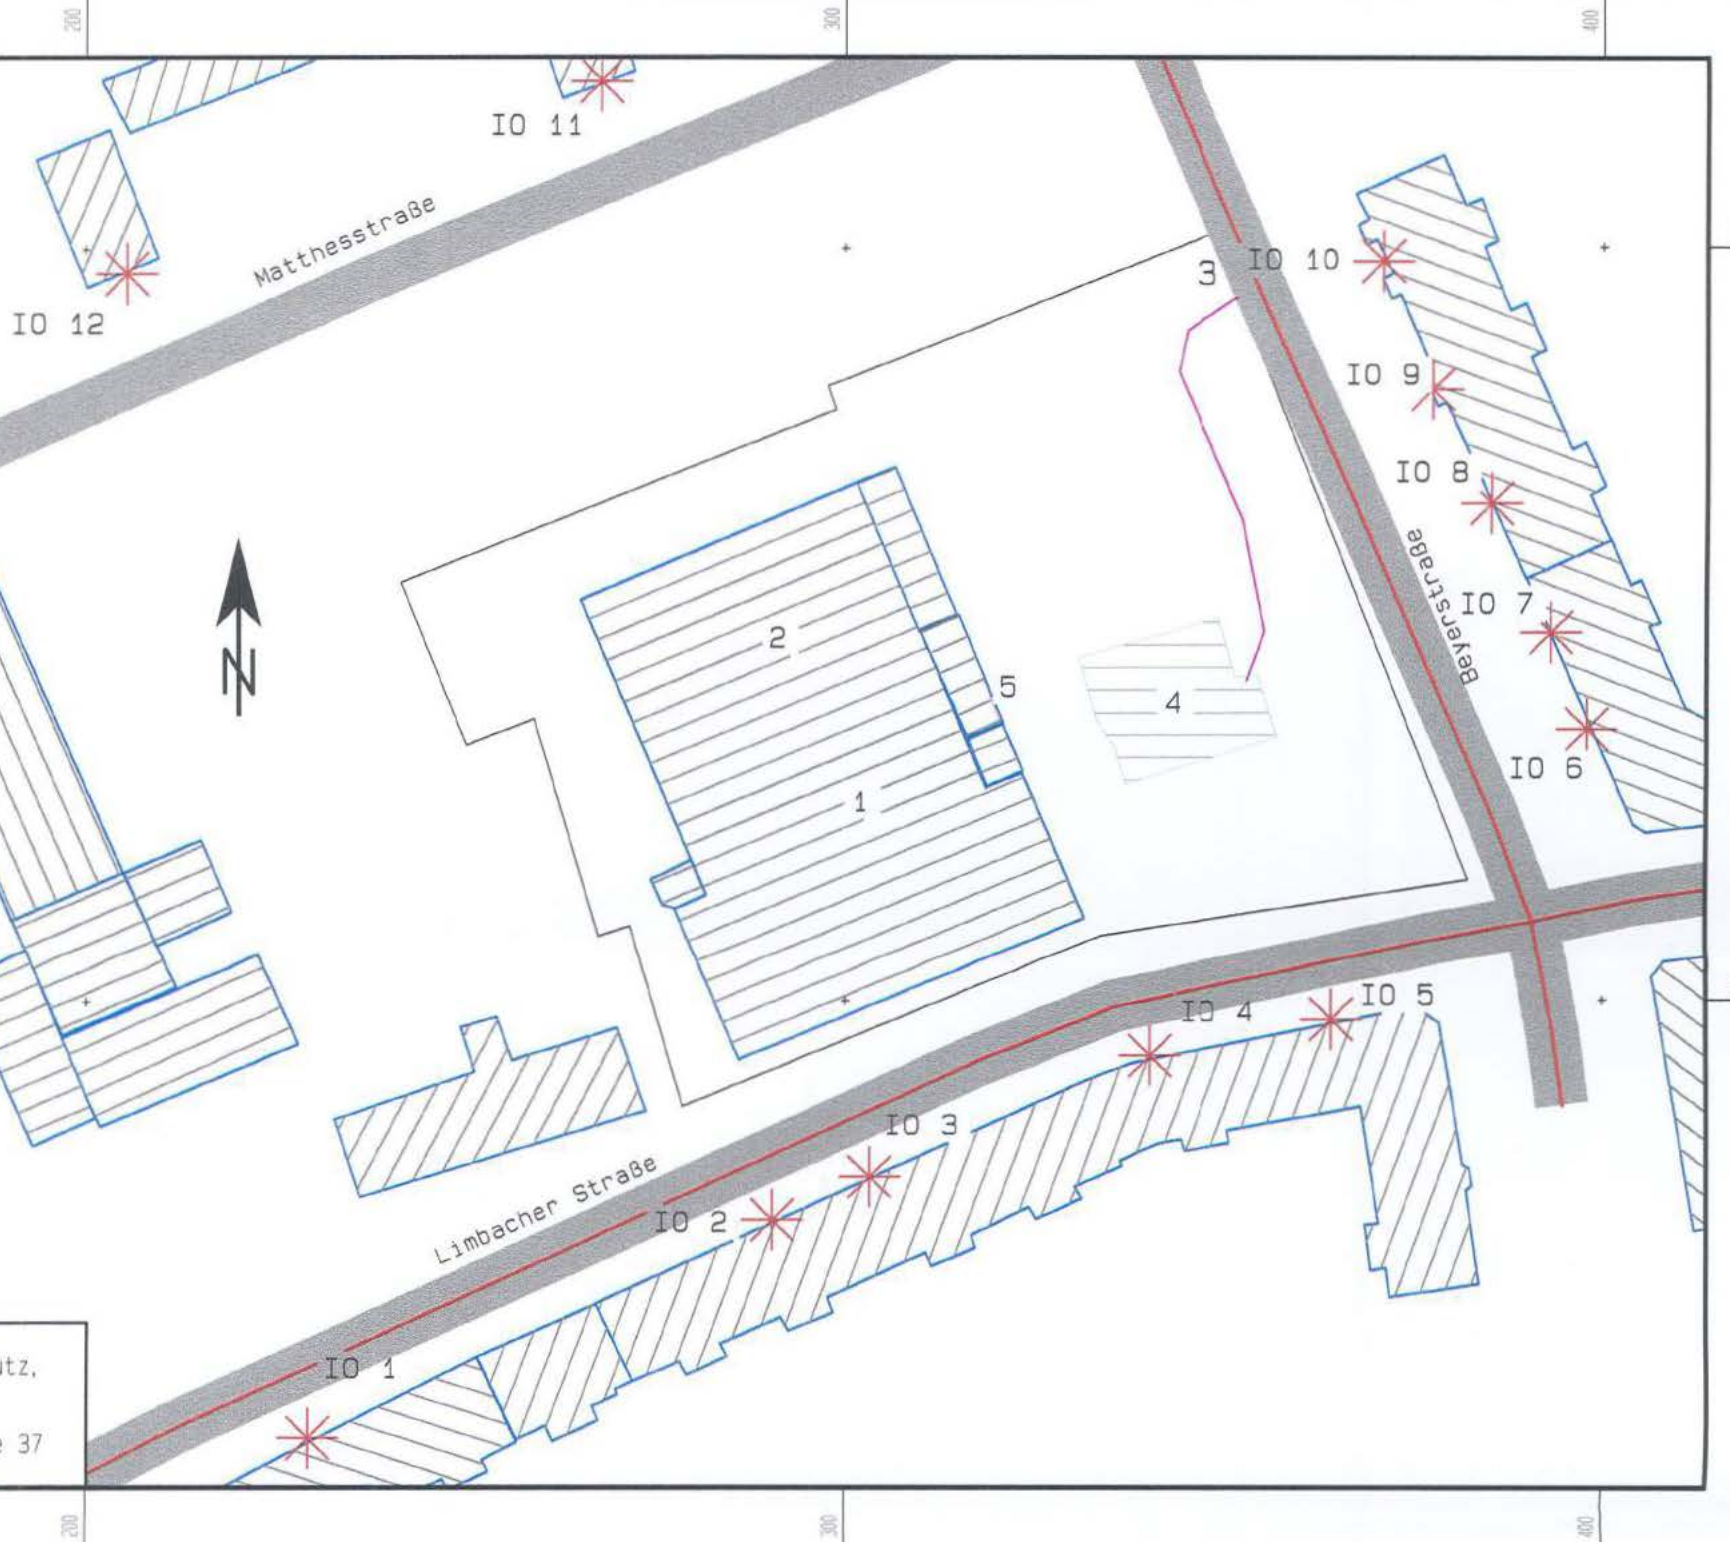 200
300
400
IO 11
Matthesstraße
IO 12
3
IO 10
IO 9
IO 8
Beyerstraße
IO 7
2
N
5
4
IO 6
1
IO 5
IO 4
IO 3
Limbacher Straße
IO 2
IO 1
utz,
e 37
200
300
400